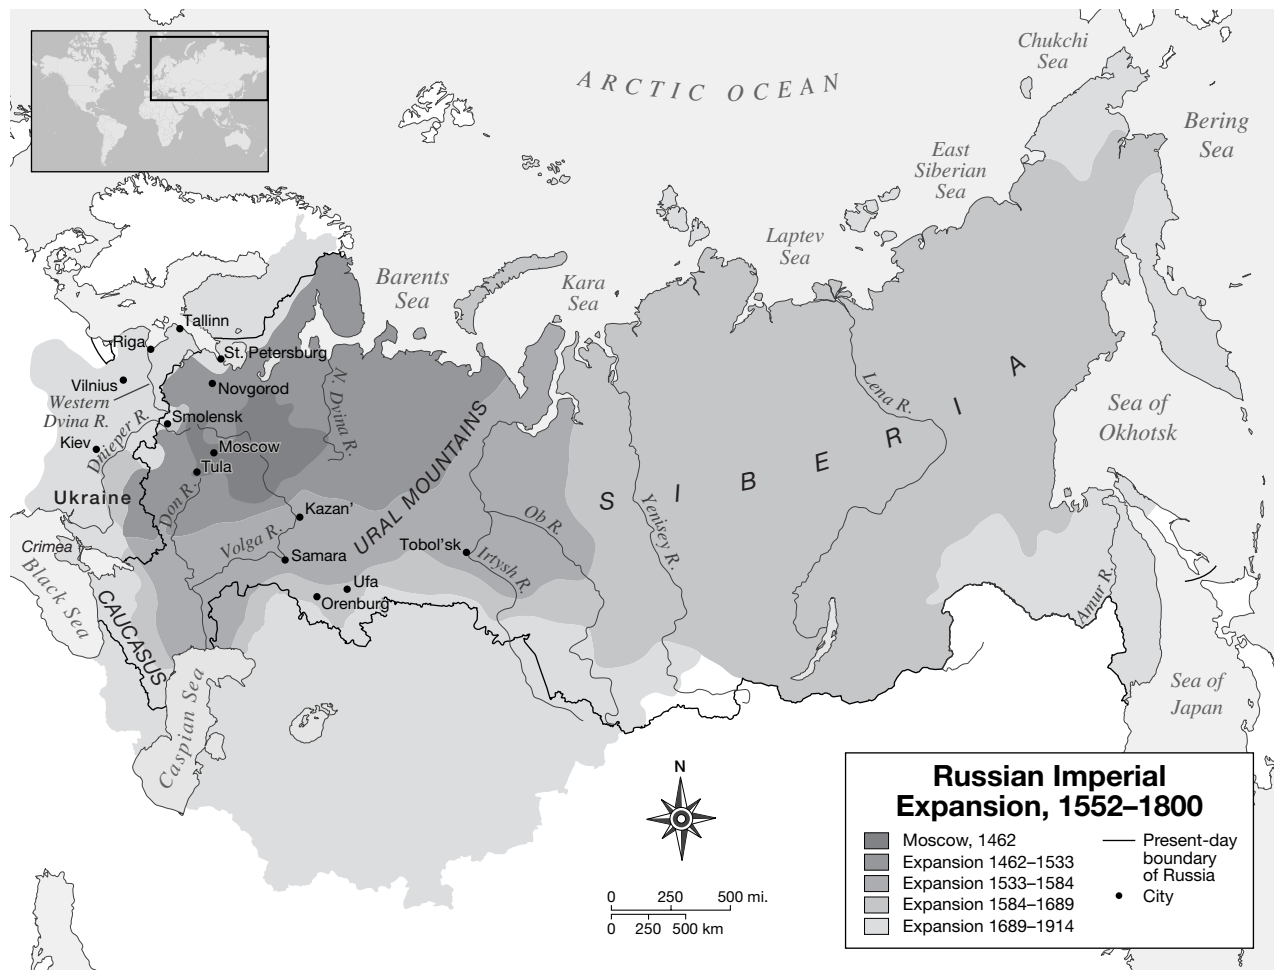 ARCTIC OCEAN
Chukchi
Sea
Bering
Sea
East
Siberian
Sea
Laptev
Sea
Kara
Sea
Barents
Sea
Tallinn
Riga
St. Petersburg
Vilnius
Novgorod
Western
Dvina R.
N. Dvina R.
Smolensk
Dnieper R.
Kiev
Moscow
Tula
Ukraine
Don R.
Kazan’
URAL MOUNTAINS
Volga R.
Samara
Crimea
Black Sea
CAUCASUS
Ufa
Orenburg
Caspian Sea
Tobol’sk
Ob R.
Irtysh R.
Yenisey R.
SIBERIA
Lena R.
Sea of
Okhotsk
Amur R.
Sea of
Japan
N
0 250 500 mi.
0 250 500 km
Russian Imperial
Expansion, 1552–1800
Moscow, 1462
Expansion 1462–1533
Expansion 1533–1584
Expansion 1584–1689
Expansion 1689–1914
Present-day
boundary
of Russia
City